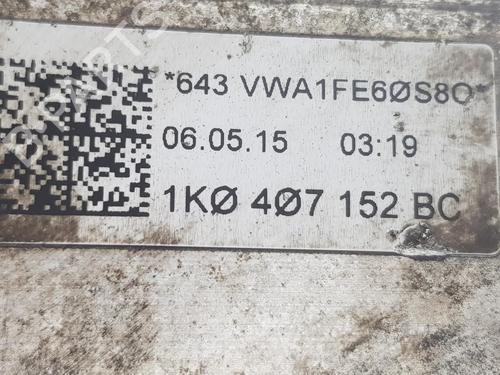 *643 VWA1FE6ØS8O*
06.05.15 03:19
1KØ 4Ø7 152 BC